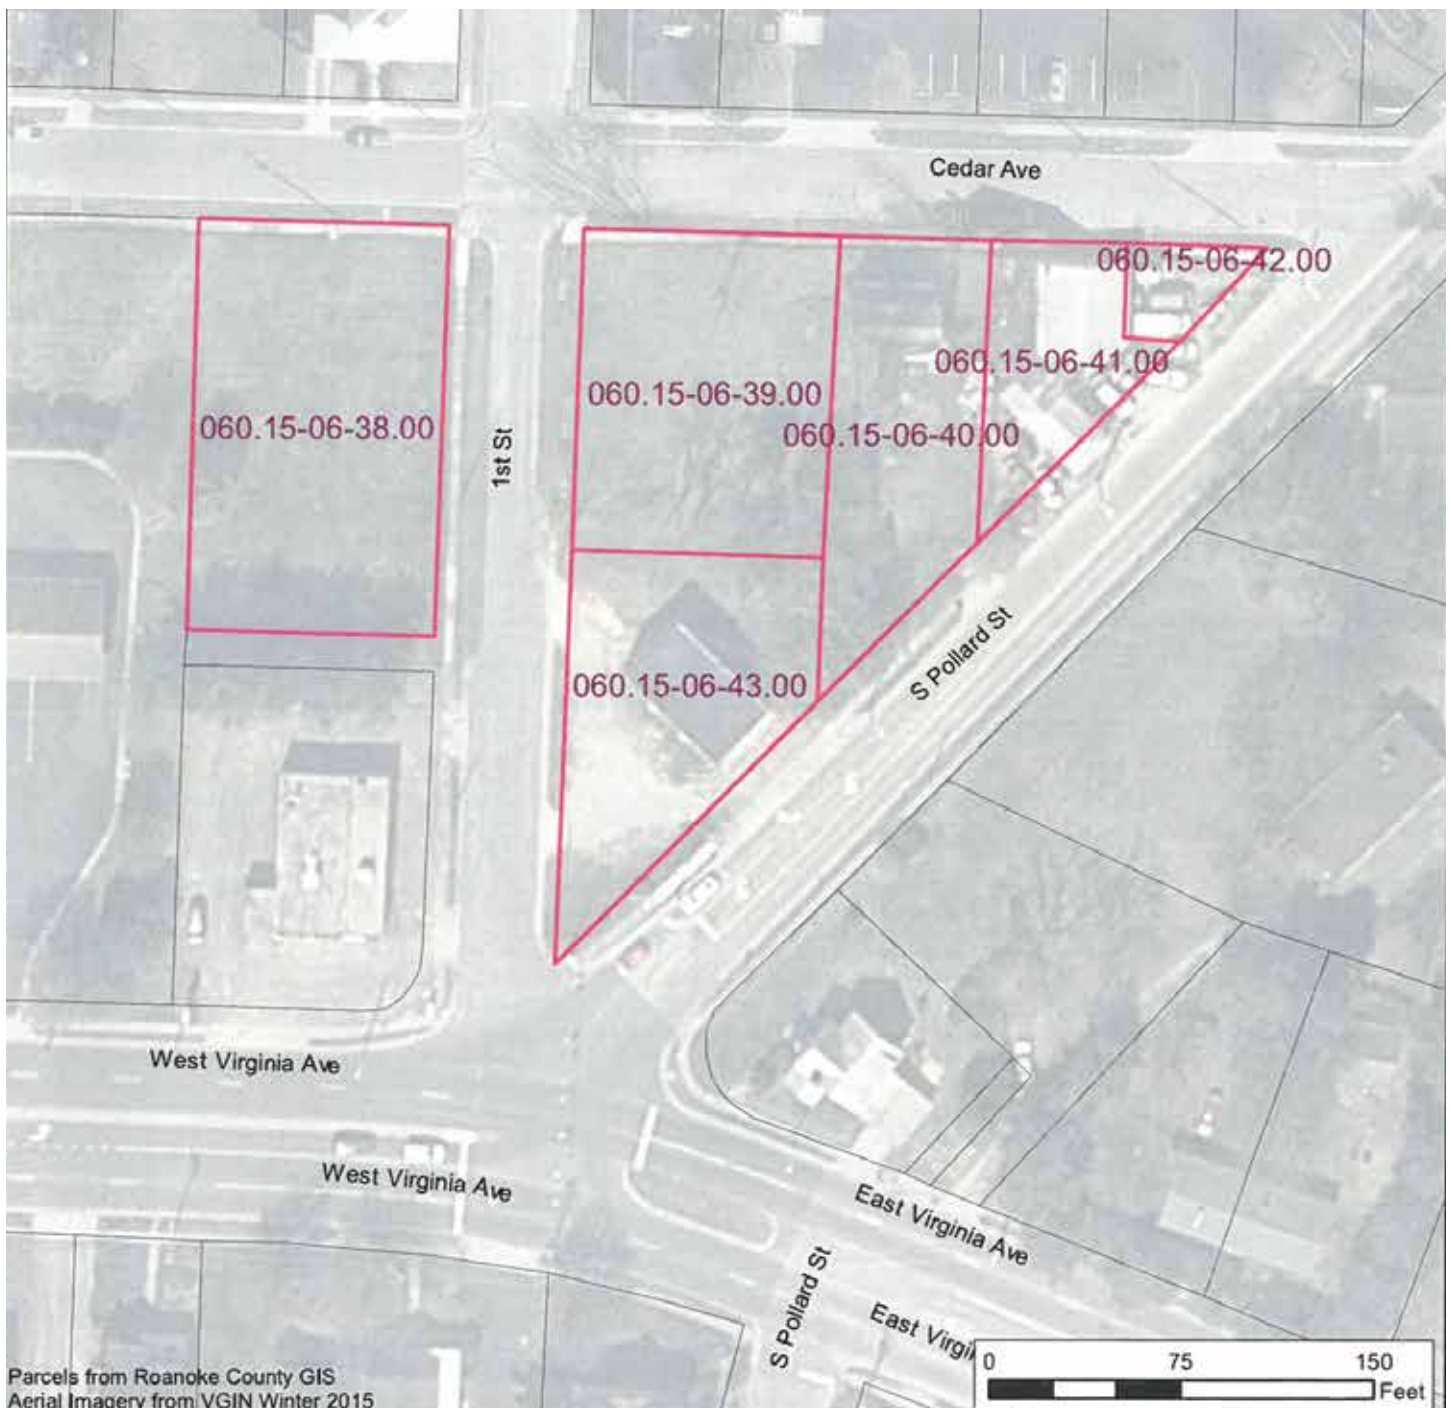 Cedar Ave
060.15-06-42.00
060.15-06-41.00
060.15-06-39.00
060.15-06-38.00
060.15-06-40.00
1st St
S Pollard St
060.15-06-43.00
West Virginia Ave
West Virginia Ave
East Virginia Ave
S Pollard St
East Virgi
0 75 150
Feet
Parcels from Roanoke County GIS
Aerial Imagery from VGIN Winter 2015